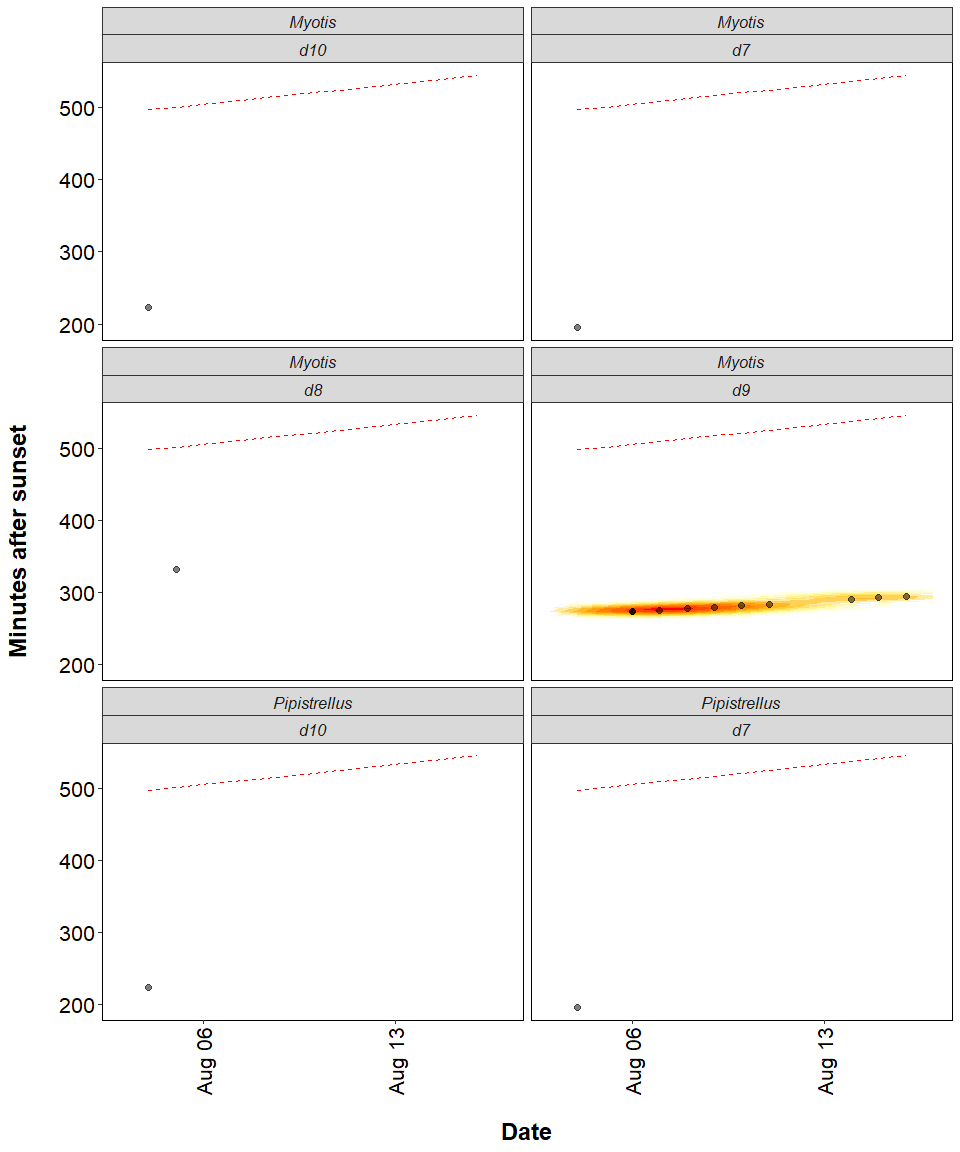 Myotis
Myotis
d10
d7
500
400
300
200
Myotis
Myotis
d8
d9
500
400
300
200
Minutes after sunset
Pipistrellus
Pipistrellus
d10
d7
500
400
300
200
Aug 06
Aug 13
Aug 06
Aug 13
Date